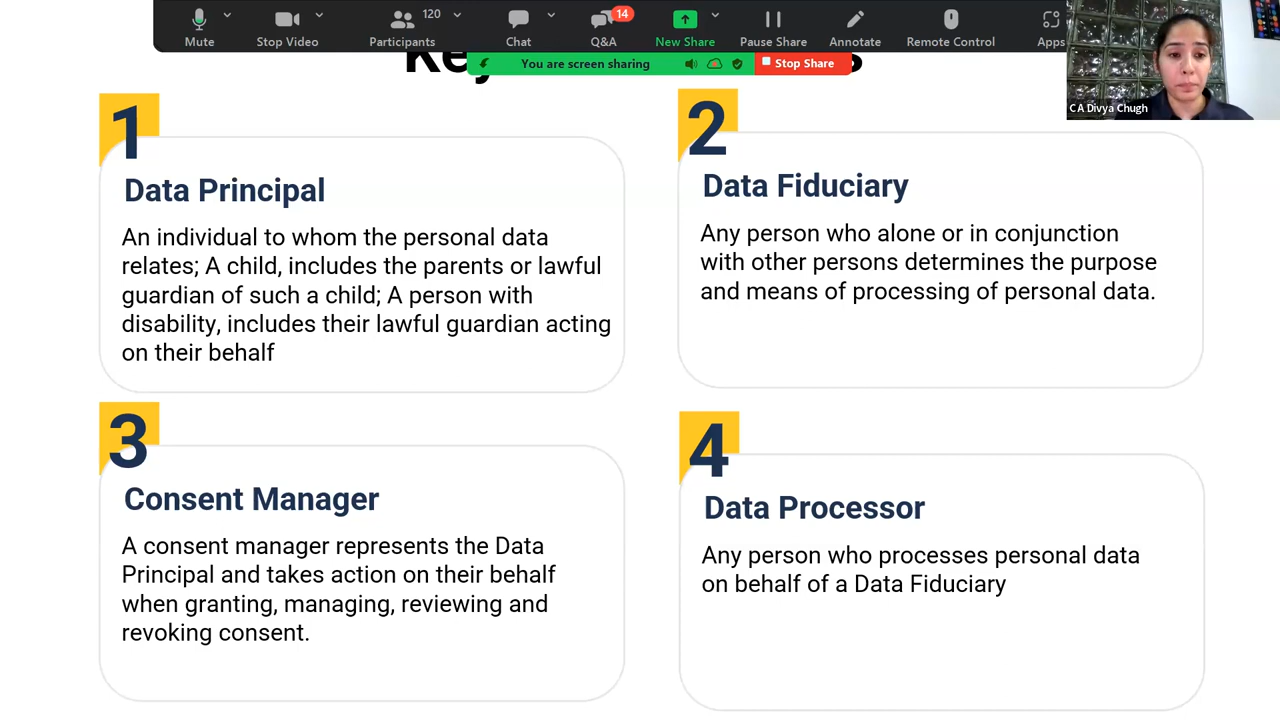 Mute
Stop Video
120
Participants
Chat
14
Q&A
New Share
Pause Share
Annotate
Remote Control
Apps
You are screen sharing
Stop Share
CA Divya Chugh
1
Data Principal
An individual to whom the personal data
relates; A child, includes the parents or lawful
guardian of such a child; A person with
disability, includes their lawful guardian acting
on their behalf
2
Data Fiduciary
Any person who alone or in conjunction
with other persons determines the purpose
and means of processing of personal data.
3
Consent Manager
A consent manager represents the Data
Principal and takes action on their behalf
when granting, managing, reviewing and
revoking consent.
4
Data Processor
Any person who processes personal data
on behalf of a Data Fiduciary